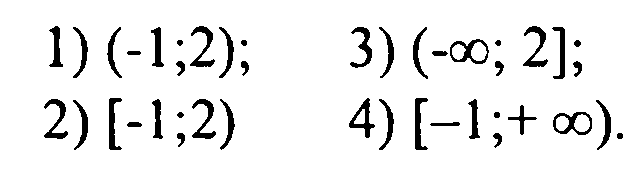 1) (-1;2); 3) (-∞; 2];
2) [-1;2) 4) [–1;+ ∞).